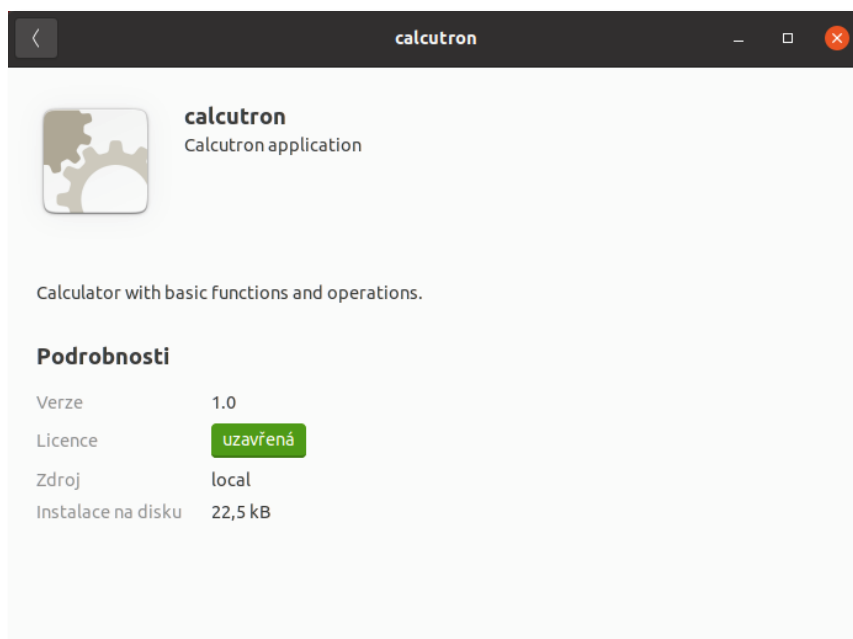 calcutron
calcutron
Calcutron application
Calculator with basic functions and operations.
Podrobnosti
Verze 1.0
Licence uzavřená
Zdroj local
Instalace na disku 22,5 kB